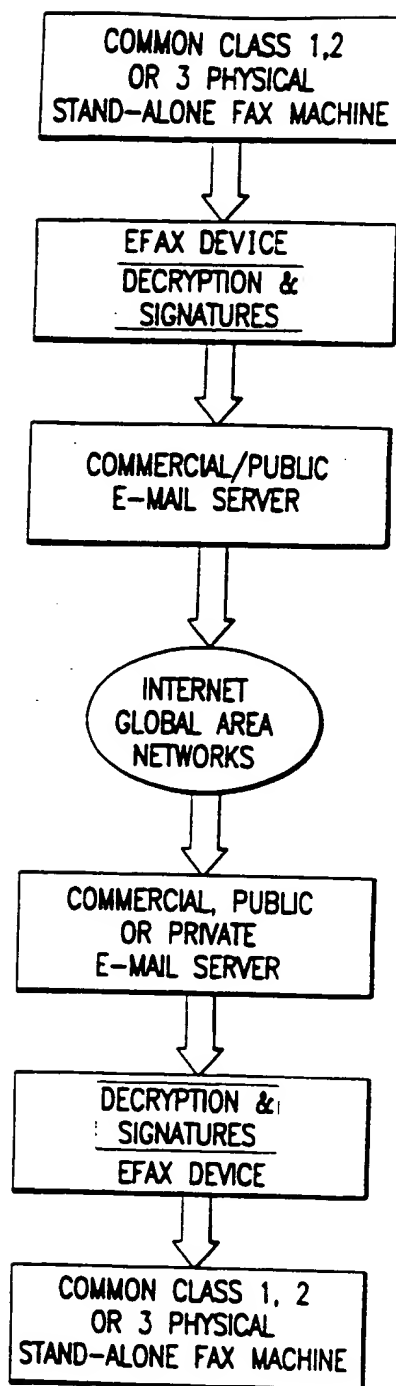 COMMON CLASS 1,2
OR 3 PHYSICAL
STAND-ALONE FAX MACHINE
EFAX DEVICE
DECRYPTION &
SIGNATURES
COMMERCIAL/PUBLIC
E-MAIL SERVER
INTERNET
GLOBAL AREA
NETWORKS
COMMERCIAL, PUBLIC
OR PRIVATE
E-MAIL SERVER
DECRYPTION &
SIGNATURES
EFAX DEVICE
COMMON CLASS 1, 2
OR 3 PHYSICAL
STAND-ALONE FAX MACHINE